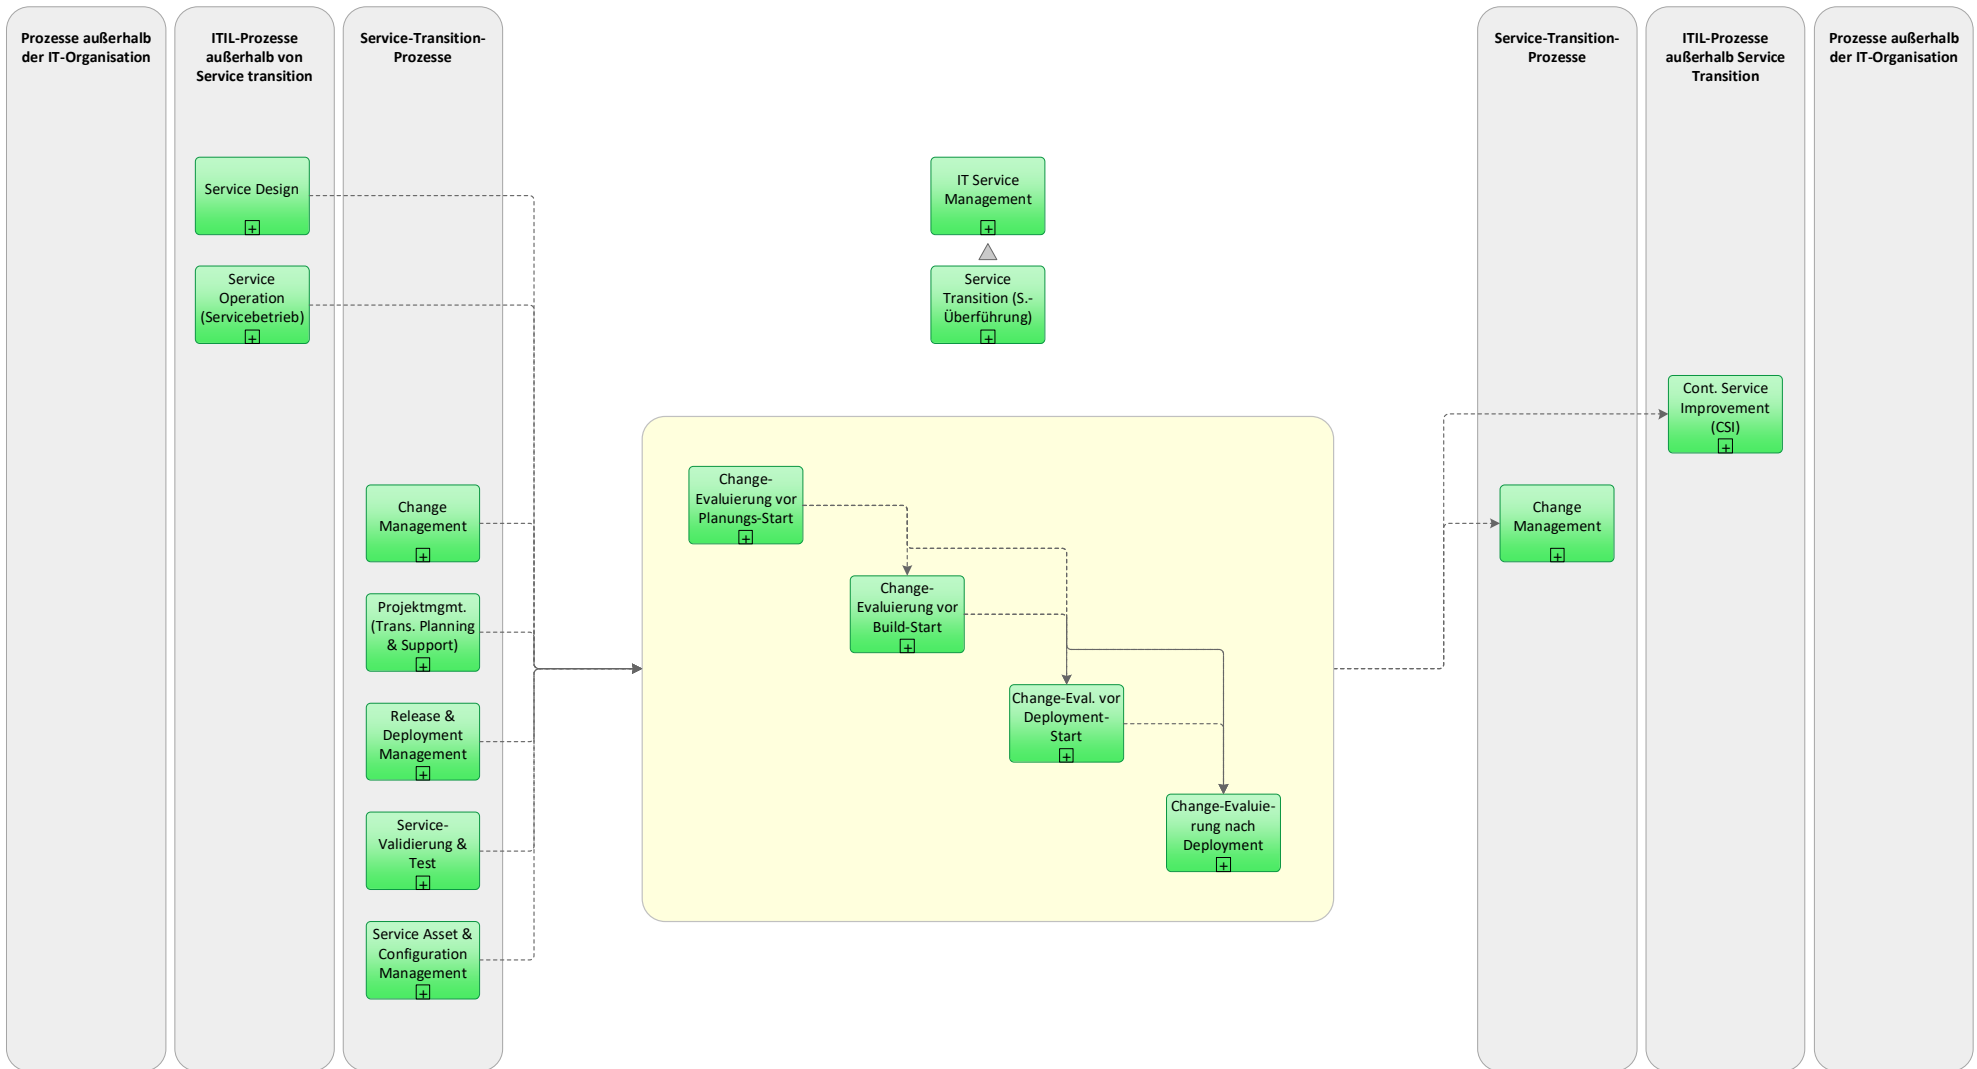 Prozesse außerhalb
der IT-Organisation
ITIL-Prozesse
außerhalb von
Service transition
Service-Transition-
Prozesse
Service-Transition-
Prozesse
ITIL-Prozesse
außerhalb Service
Transition
Prozesse außerhalb
der IT-Organisation
Service Design
Service
Operation
(Servicebetrieb)
IT Service
Management
Service
Transition (S.-
Überführung)
Cont. Service
Improvement
(CSI)
Change
Management
Projektmgmt.
(Trans. Planning
& Support)
Release &
Deployment
Management
Service-
Validierung &
Test
Service Asset &
Configuration
Management
Change-
Evaluierung vor
Planungs-Start
Change-
Evaluierung vor
Build-Start
Change-Eval. vor
Deployment-
Start
Change-Evaluie-
rung nach
Deployment
Change
Management